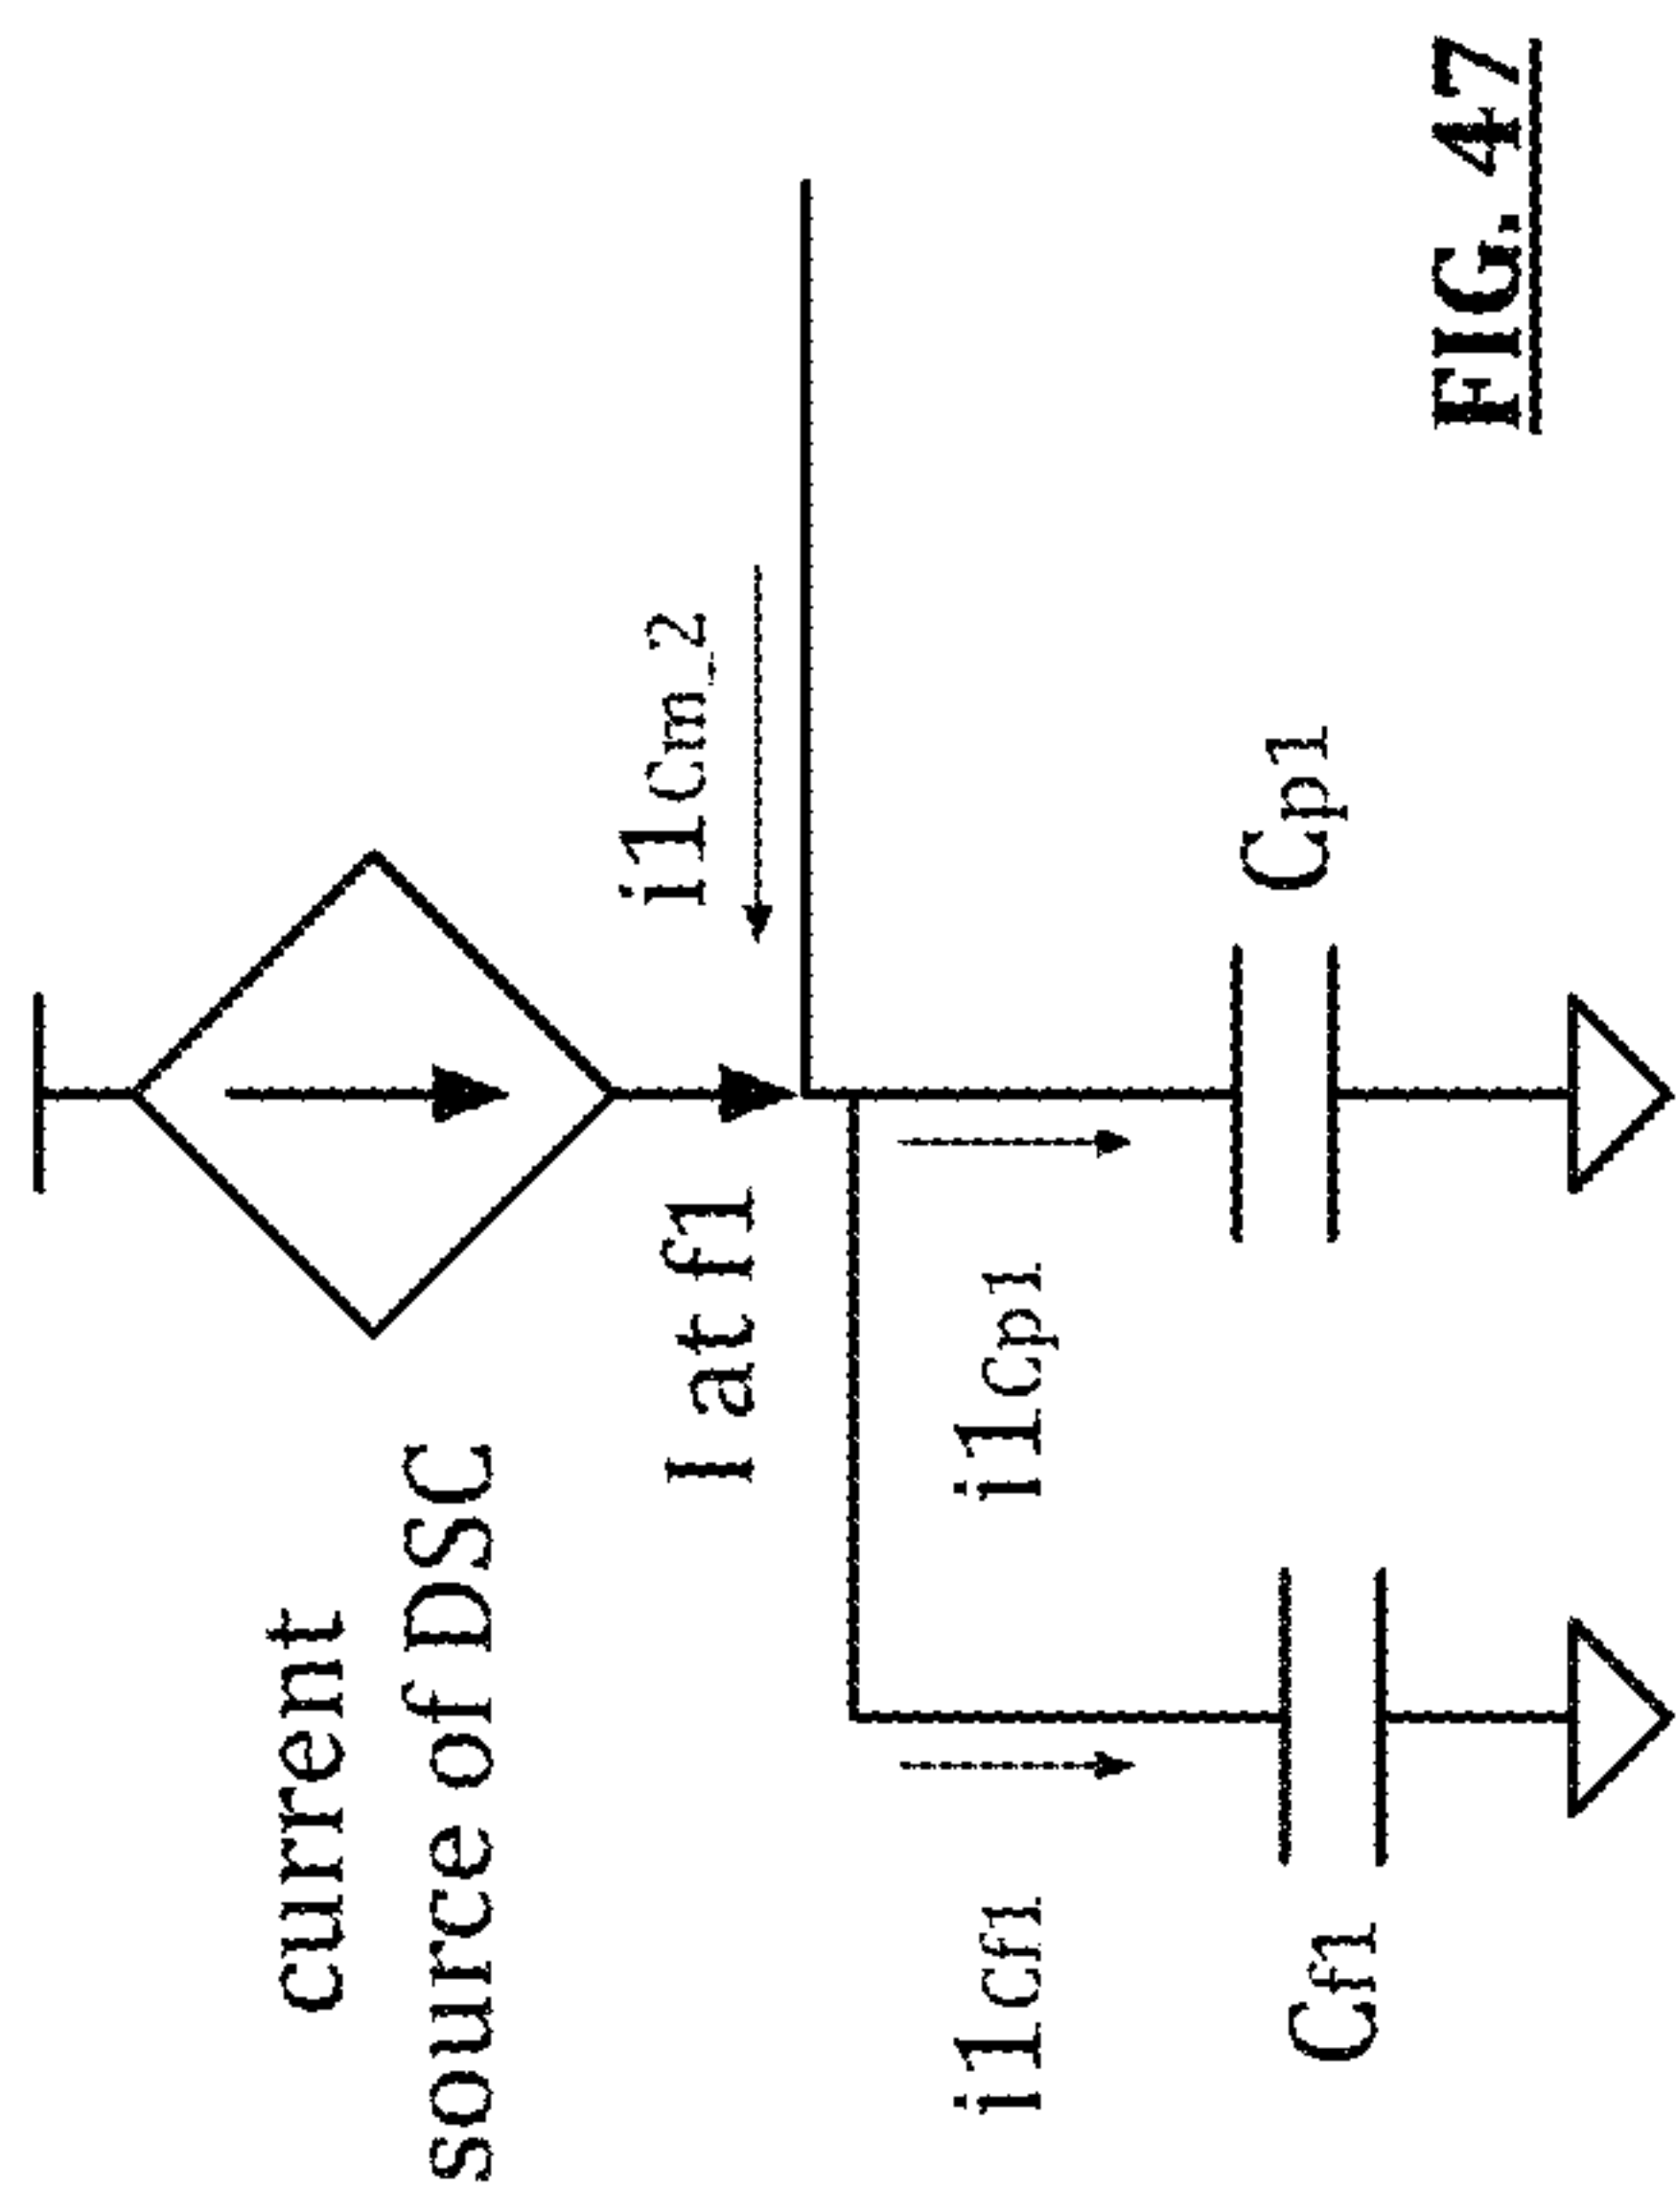 current
source of DSC
I at f1
i1Cm_2
i1Cf1
i1Cp1
Cf1
Cp1
FIG. 47